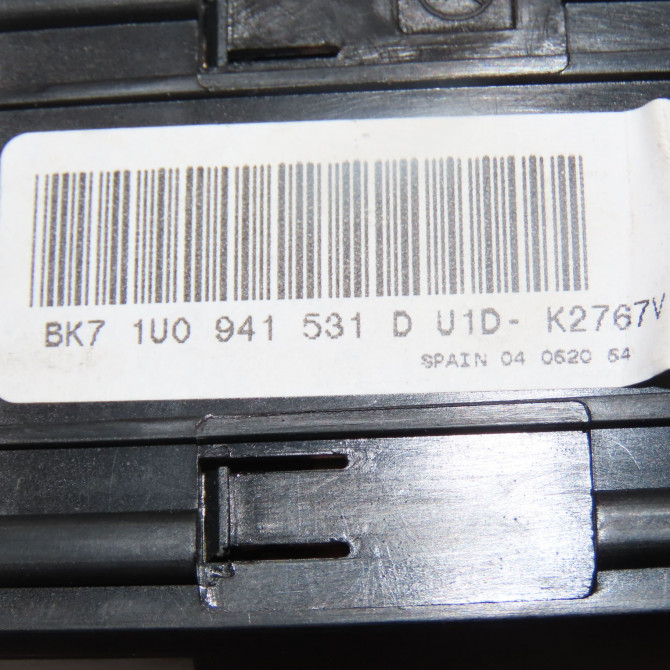 BK7 1U0 941 531 D U1D- K2767V
SPAIN 04 0620 64